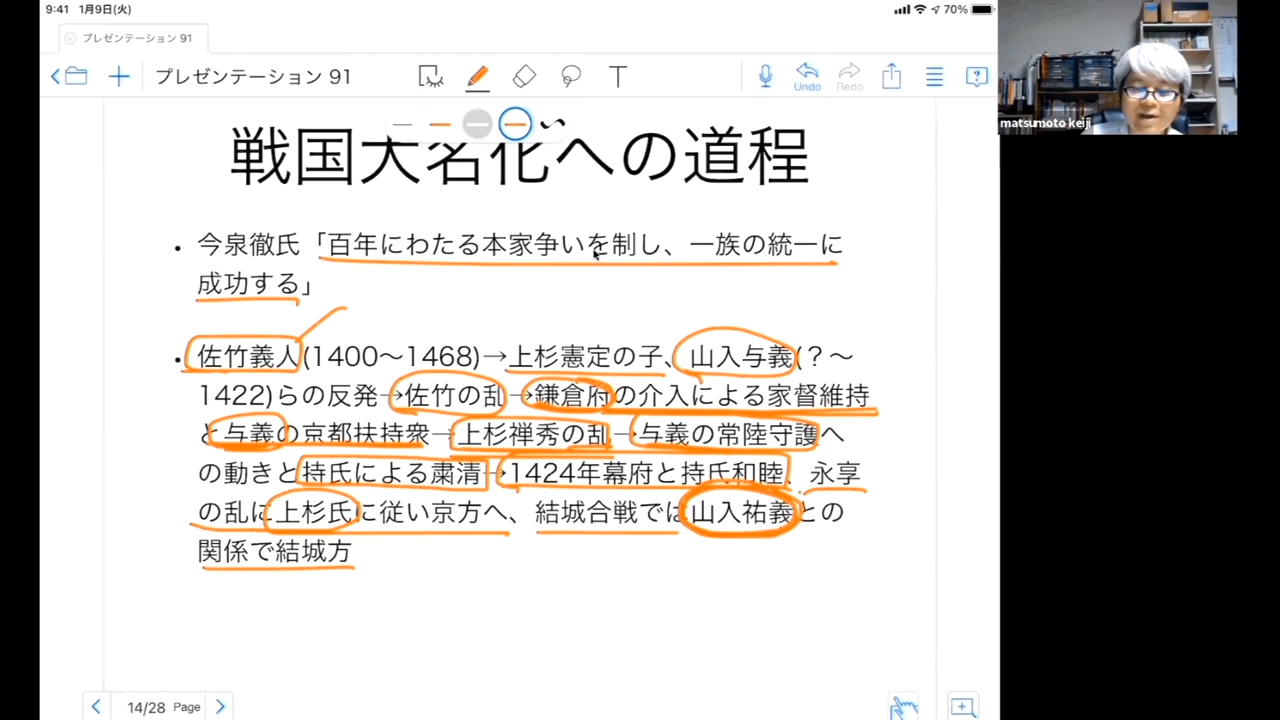 9:41 1月9日(火)
70%
プレゼンテーション 91
プレゼンテーション 91
Undo
Redo
matsumoto keiji
戦国大名化への道程
• 今泉徹氏「百年にわたる本家争いを制し、一族の統一に
成功する」
• 佐竹義人(1400〜1468)→上杉憲定の子、山入与義(？〜
1422)らの反発→佐竹の乱→鎌倉府の介入による家督維持
と与義の京都扶持衆→上杉禅秀の乱→与義の常陸守護へ
の動きと持氏による粛清→1424年幕府と持氏和睦、永享
の乱に上杉氏に従い京方へ、結城合戦では山入祐義との
関係で結城方
14/28 Page